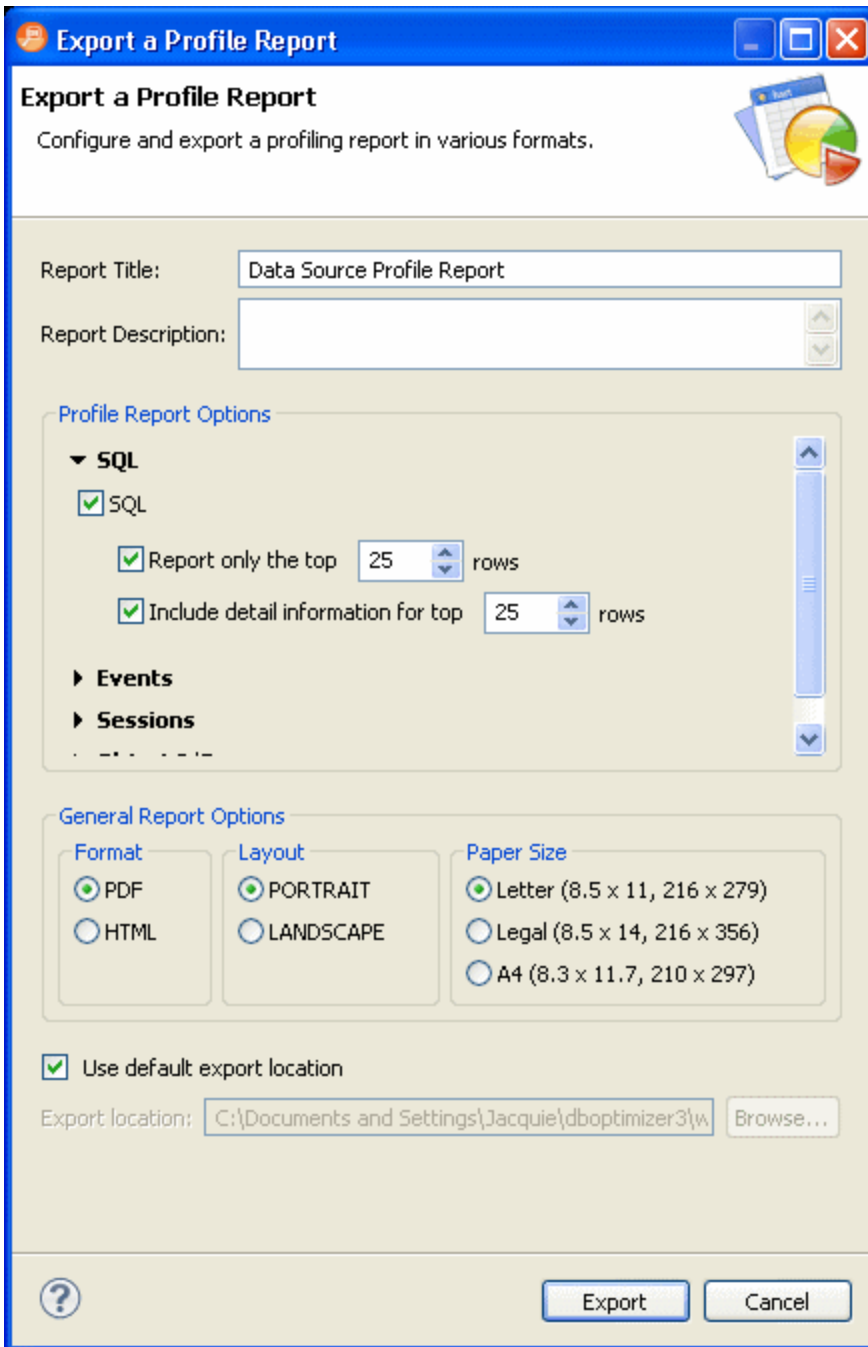 Export a Profile Report
Export a Profile Report
Configure and export a profiling report in various formats.
Report Title: Data Source Profile Report
Report Description:
Profile Report Options
SQL
SQL
Report only the top 25 rows
Include detail information for top 25 rows
Events
Sessions
General Report Options
Format Layout Paper Size
PDF PORTRAIT Letter (8.5 x 11, 216 x 279)
HTML LANDSCAPE Legal (8.5 x 14, 216 x 356)
A4 (8.3 x 11.7, 210 x 297)
Use default export location
Export location: C:\Documents and Settings\Jacquie\dboptimizer3\w Browse...
? Export Cancel